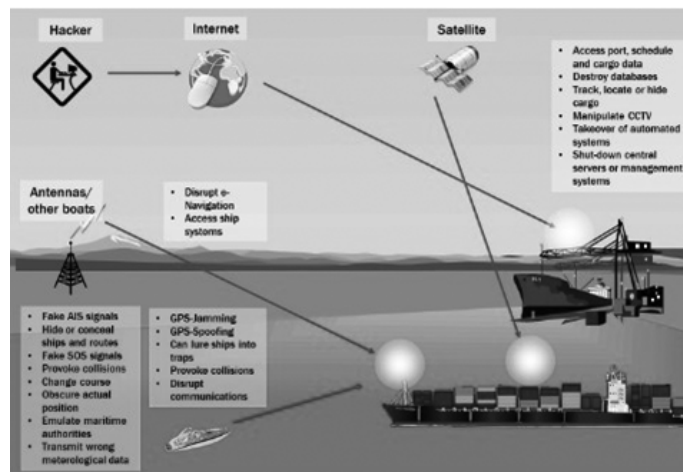 Hacker
Internet
Satellite
• Access port, schedule
and cargo data
• Destroy databases
• Track, locate or hide
cargo
• Manipulate CCTV
• Takeover of automated
systems
• Shut-down central
servers or management
systems
Antennas/
other boats
• Disrupt e-
Navigation
• Access ship
systems
• Fake AIS signals
• Hide or conceal
ships and routes
• Fake SOS signals
• Provoke collisions
• Change course
• Obscure actual
position
• Emulate maritime
authorities
• Transmit wrong
meterological data
• GPS-Jamming
• GPS-Spoofing
• Can lure ships into
traps
• Provoke collisions
• Disrupt
communications